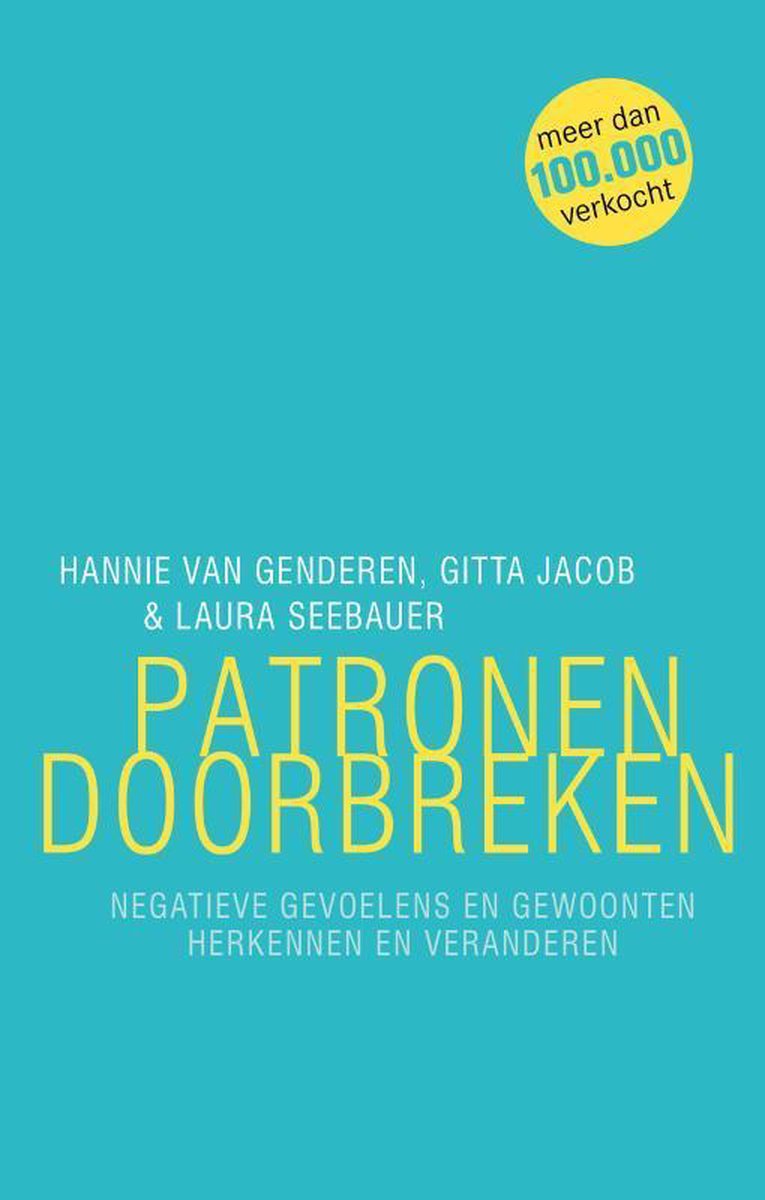 meer dan
100.000
verkocht
HANNIE VAN GENDEREN, GITTA JACOB
& LAURA SEEBAUER
PATRONEN
DOORBREKEN
NEGATIEVE GEVOELENS EN GEWOONTEN
HERKENNEN EN VERANDEREN